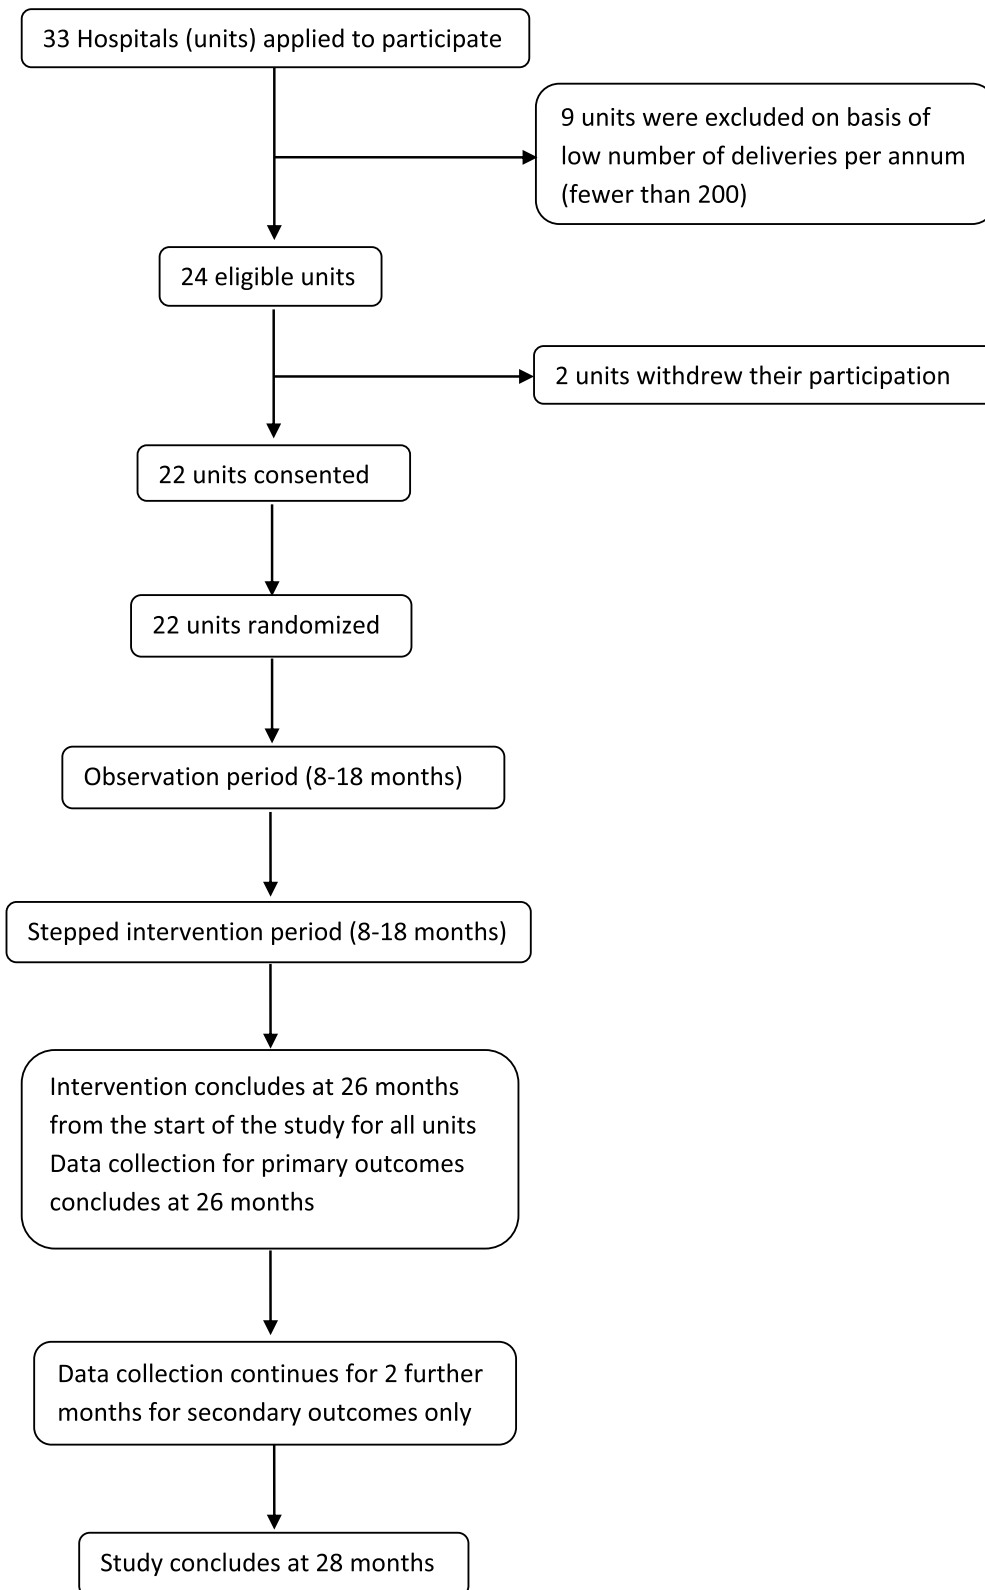 33 Hospitals (units) applied to participate
9 units were excluded on basis of
low number of deliveries per annum
(fewer than 200)
24 eligible units
2 units withdrew their participation
22 units consented
22 units randomized
Observation period (8-18 months)
Stepped intervention period (8-18 months)
Intervention concludes at 26 months
from the start of the study for all units
Data collection for primary outcomes
concludes at 26 months
Data collection continues for 2 further
months for secondary outcomes only
Study concludes at 28 months